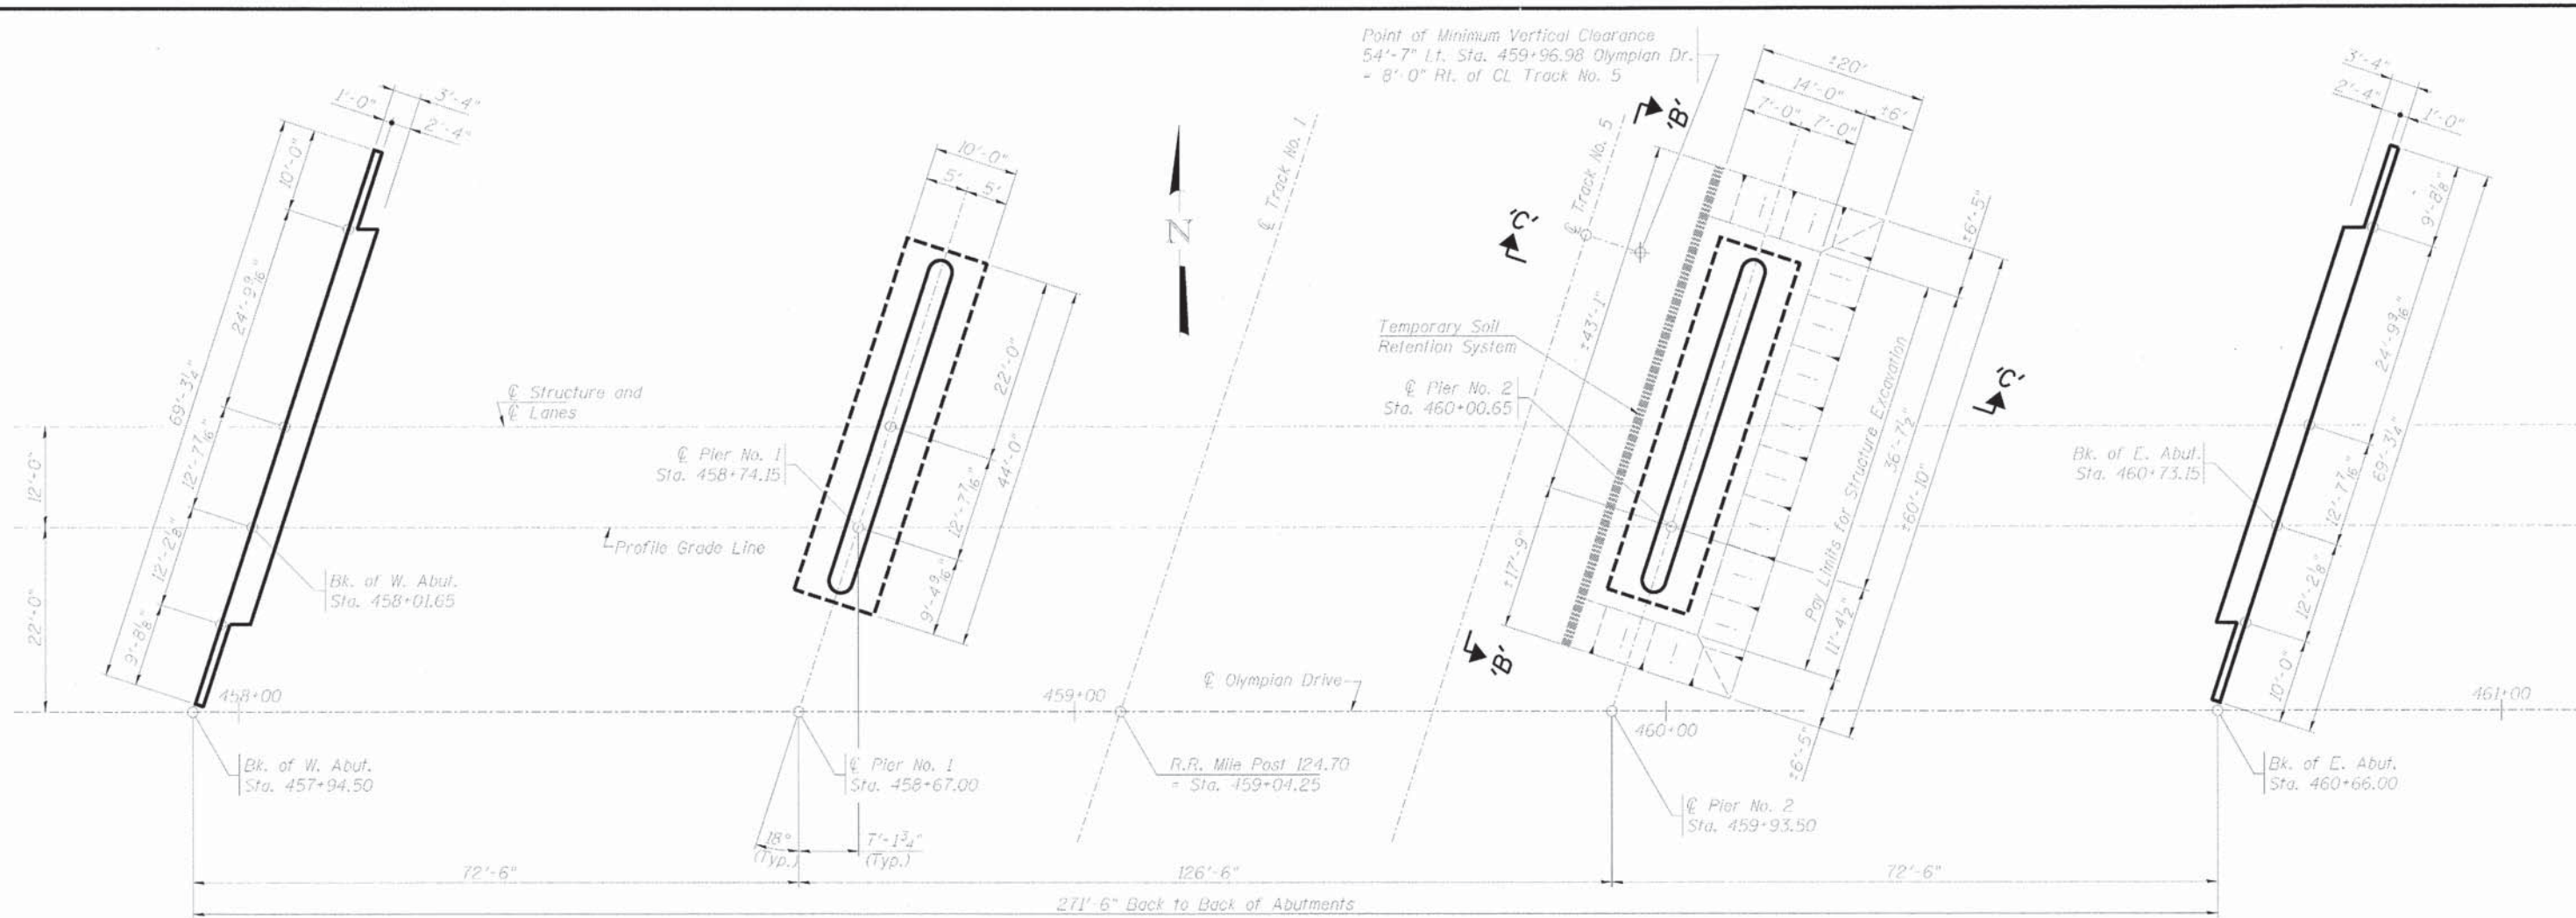 Point of Minimum Vertical Clearance
54'-7" Lt. Sta. 459+96.98 Olympian Dr.
= 8'-0" Rt. of CL Track No. 5
1'-0"
3'-4"
2'-4"
10'-0"
24'-9 9/16"
69'-3 1/4"
12'-7 7/16"
12'-2 1/8"
9'-8 1/8"
12'-0"
22'-0"
℄ Structure and
℄ Lanes
Profile Grade Line
Bk. of W. Abut.
Sta. 458+01.65
458+00
Bk. of W. Abut.
Sta. 457+94.50
10'-0"
5'
5'
℄ Pier No. 1
Sta. 458+74.15
22'-0"
44'-0"
12'-7 7/16"
9'-4 9/16"
℄ Pier No. 1
Sta. 458+67.00
18°
(Typ.)
7'-1 3/4"
(Typ.)
N
℄ Track No. 1
459+00
R.R. Mile Post 124.70
= Sta. 459+04.25
℄ Olympian Drive
℄ Track No. 5
'B'
'C'
±20'
14'-0"
7'-0"
7'-0"
±6'
±6'-5"
±43'-1"
Temporary Soil
Retention System
℄ Pier No. 2
Sta. 460+00.65
±17'-9"
'B'
'C'
Pay Limits for Structure Excavation
36'-7 1/2"
±60'-10"
11'-4 1/2"
±6'-5"
460+00
℄ Pier No. 2
Sta. 459+93.50
3'-4"
2'-4"
1'-0"
9'-8 1/8"
24'-9 9/16"
69'-3 1/4"
12'-7 7/16"
12'-2 1/8"
10'-0"
Bk. of E. Abut.
Sta. 460+73.15
461+00
Bk. of E. Abut.
Sta. 460+66.00
72'-6"
126'-6"
72'-6"
271'-6" Back to Back of Abutments